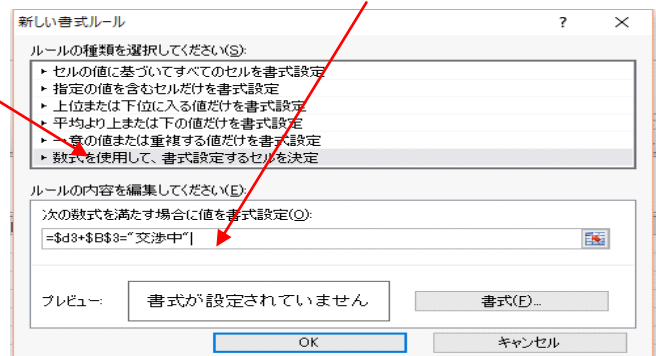 新しい書式ルール ? ×
ルールの種類を選択してください(S):
► セルの値に基づいてすべてのセルを書式設定
► 指定の値を含むセルだけを書式設定
► 上位または下位に入る値だけを書式設定
► 平均より上または下の値だけを書式設定
► 一意の値または重複する値だけを書式設定
► 数式を使用して、書式設定するセルを決定
ルールの内容を編集してください(E):
次の数式を満たす場合に値を書式設定(O):
=$d3+$B$3="交渉中"
プレビュー: 書式が設定されていません 書式(F)...
OK キャンセル